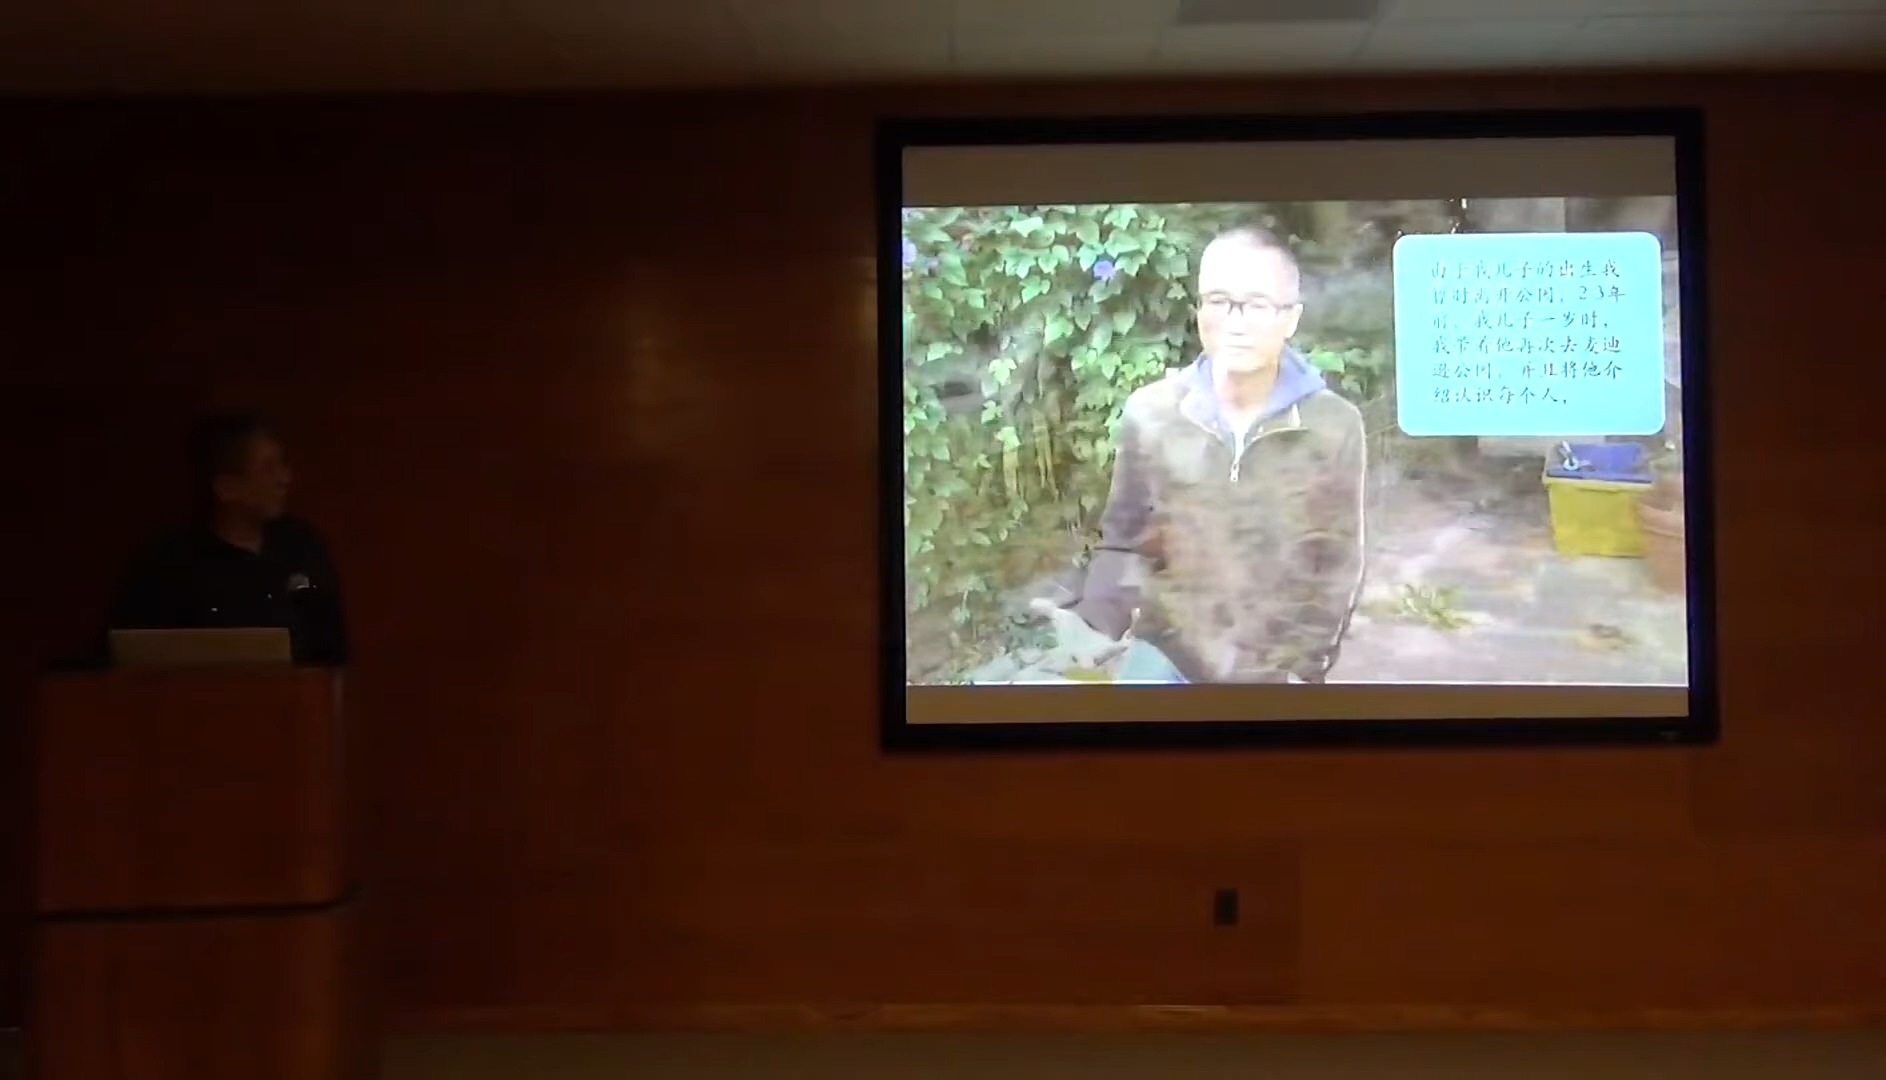 由于我儿子的出生我
暂时离开公园，23年
前，我儿子一岁时，
我带着他再次去龙迪
逊公园，并且将他介
绍认识每个人，